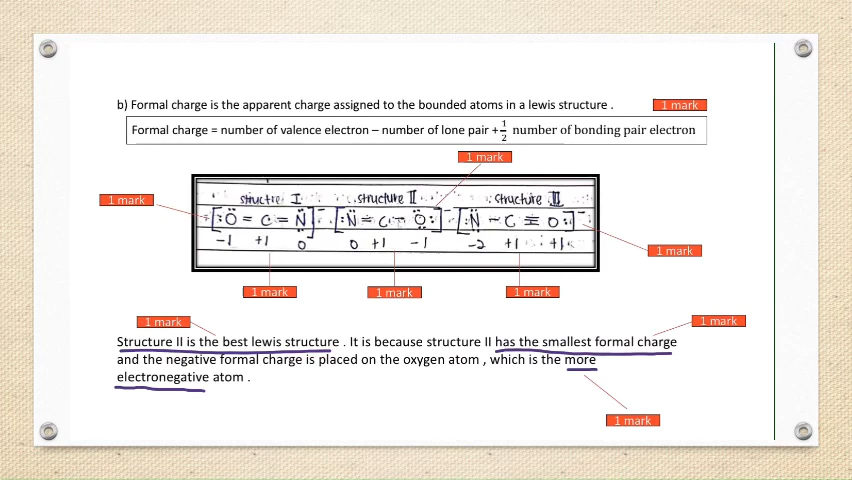 b) Formal charge is the apparent charge assigned to the bounded atoms in a lewis structure .
1 mark
Formal charge = number of valence electron – number of lone pair + 1/2 number of bonding pair electron
1 mark
1 mark
structre I structure II structure III
[:Ö = C = N̤̈]⁻ [:N̈ = C – Ö̤:]⁻ [:N̤̈ – C ≡ O:]⁻
-1 +1 0 0 +1 -1 -2 +1 +1
1 mark
1 mark 1 mark 1 mark
1 mark 1 mark
Structure II is the best lewis structure . It is because structure II has the smallest formal charge
and the negative formal charge is placed on the oxygen atom , which is the more
electronegative atom .
1 mark